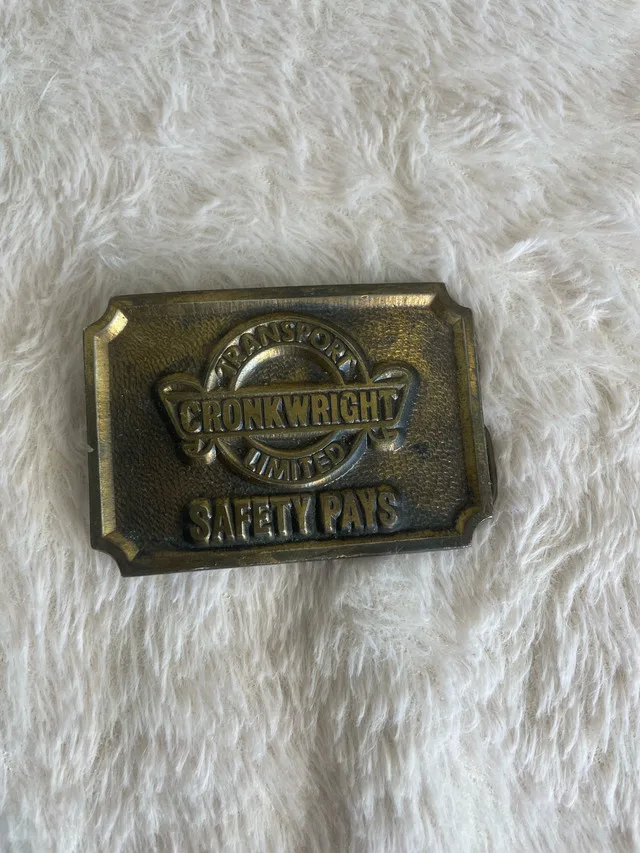 TRANSPORT
CRONKWRIGHT
LIMITED
SAFETY PAYS